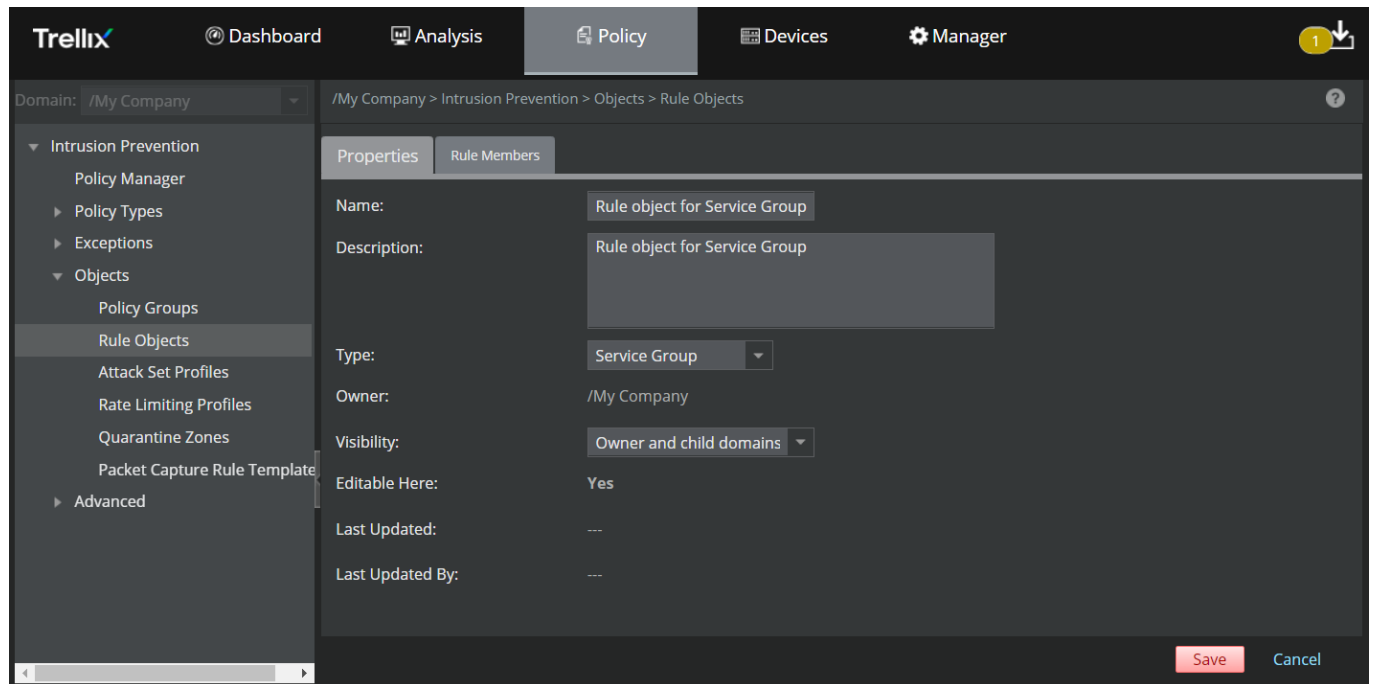 Trellix Dashboard Analysis Policy Devices Manager 1
Domain: /My Company
/My Company > Intrusion Prevention > Objects > Rule Objects ?
Intrusion Prevention
Policy Manager
Policy Types
Exceptions
Objects
Policy Groups
Rule Objects
Attack Set Profiles
Rate Limiting Profiles
Quarantine Zones
Packet Capture Rule Template
Advanced
Properties Rule Members
Name: Rule object for Service Group
Description: Rule object for Service Group
Type: Service Group
Owner: /My Company
Visibility: Owner and child domains
Editable Here: Yes
Last Updated: ---
Last Updated By: ---
Save Cancel